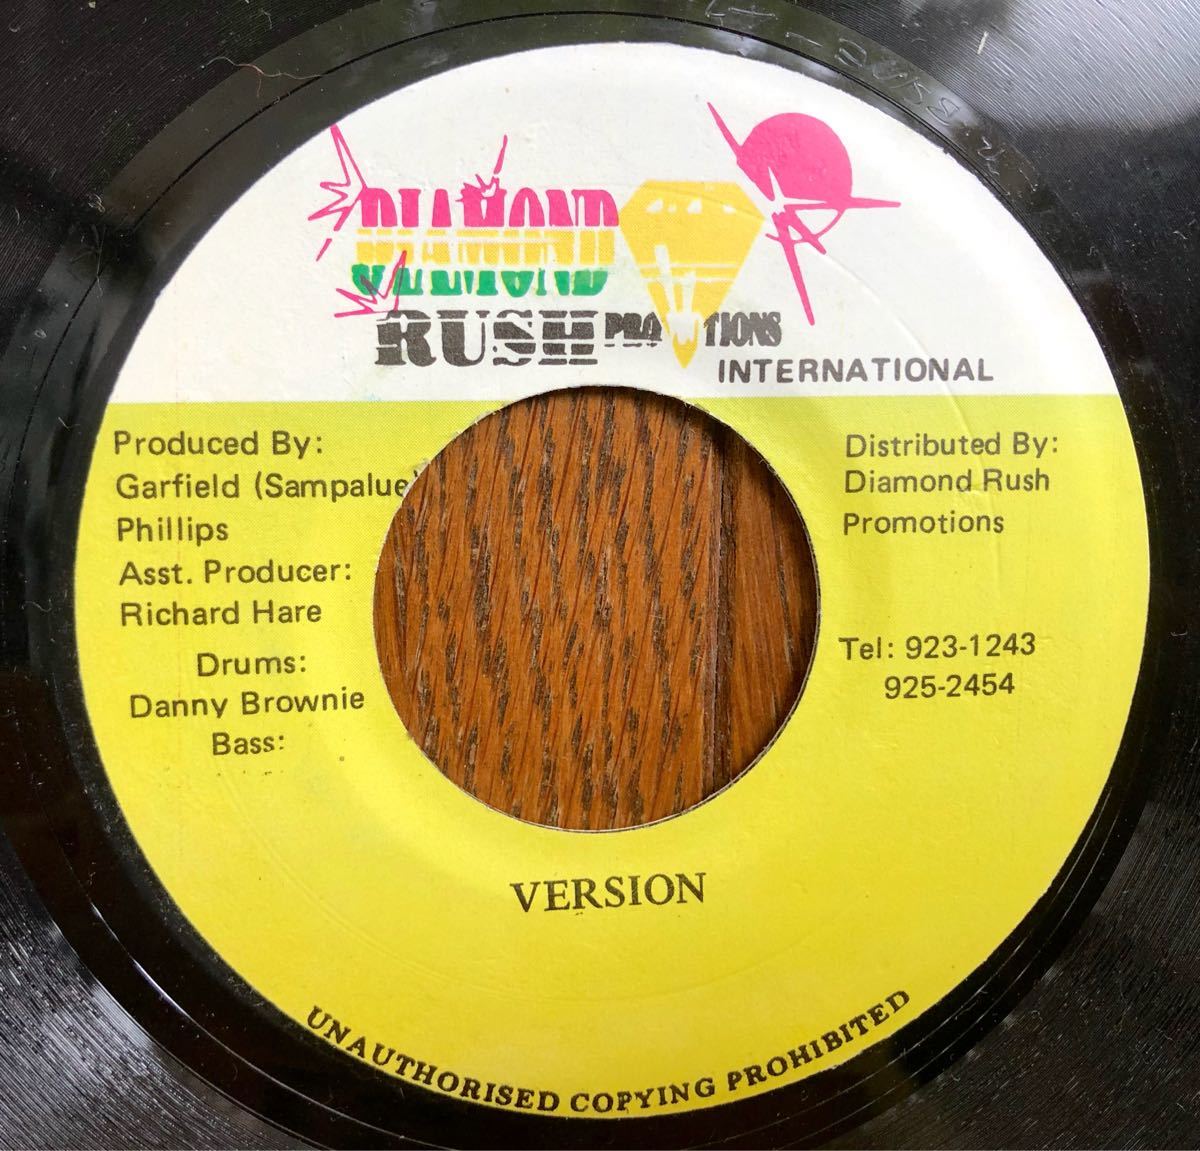 DIAMOND
RUSH PROMOTIONS
INTERNATIONAL
Produced By:
Garfield (Sampalue)
Phillips
Asst. Producer:
Richard Hare
Drums:
Danny Brownie
Bass:
Distributed By:
Diamond Rush
Promotions
Tel: 923-1243
925-2454
VERSION
UNAUTHORISED COPYING PROHIBITED